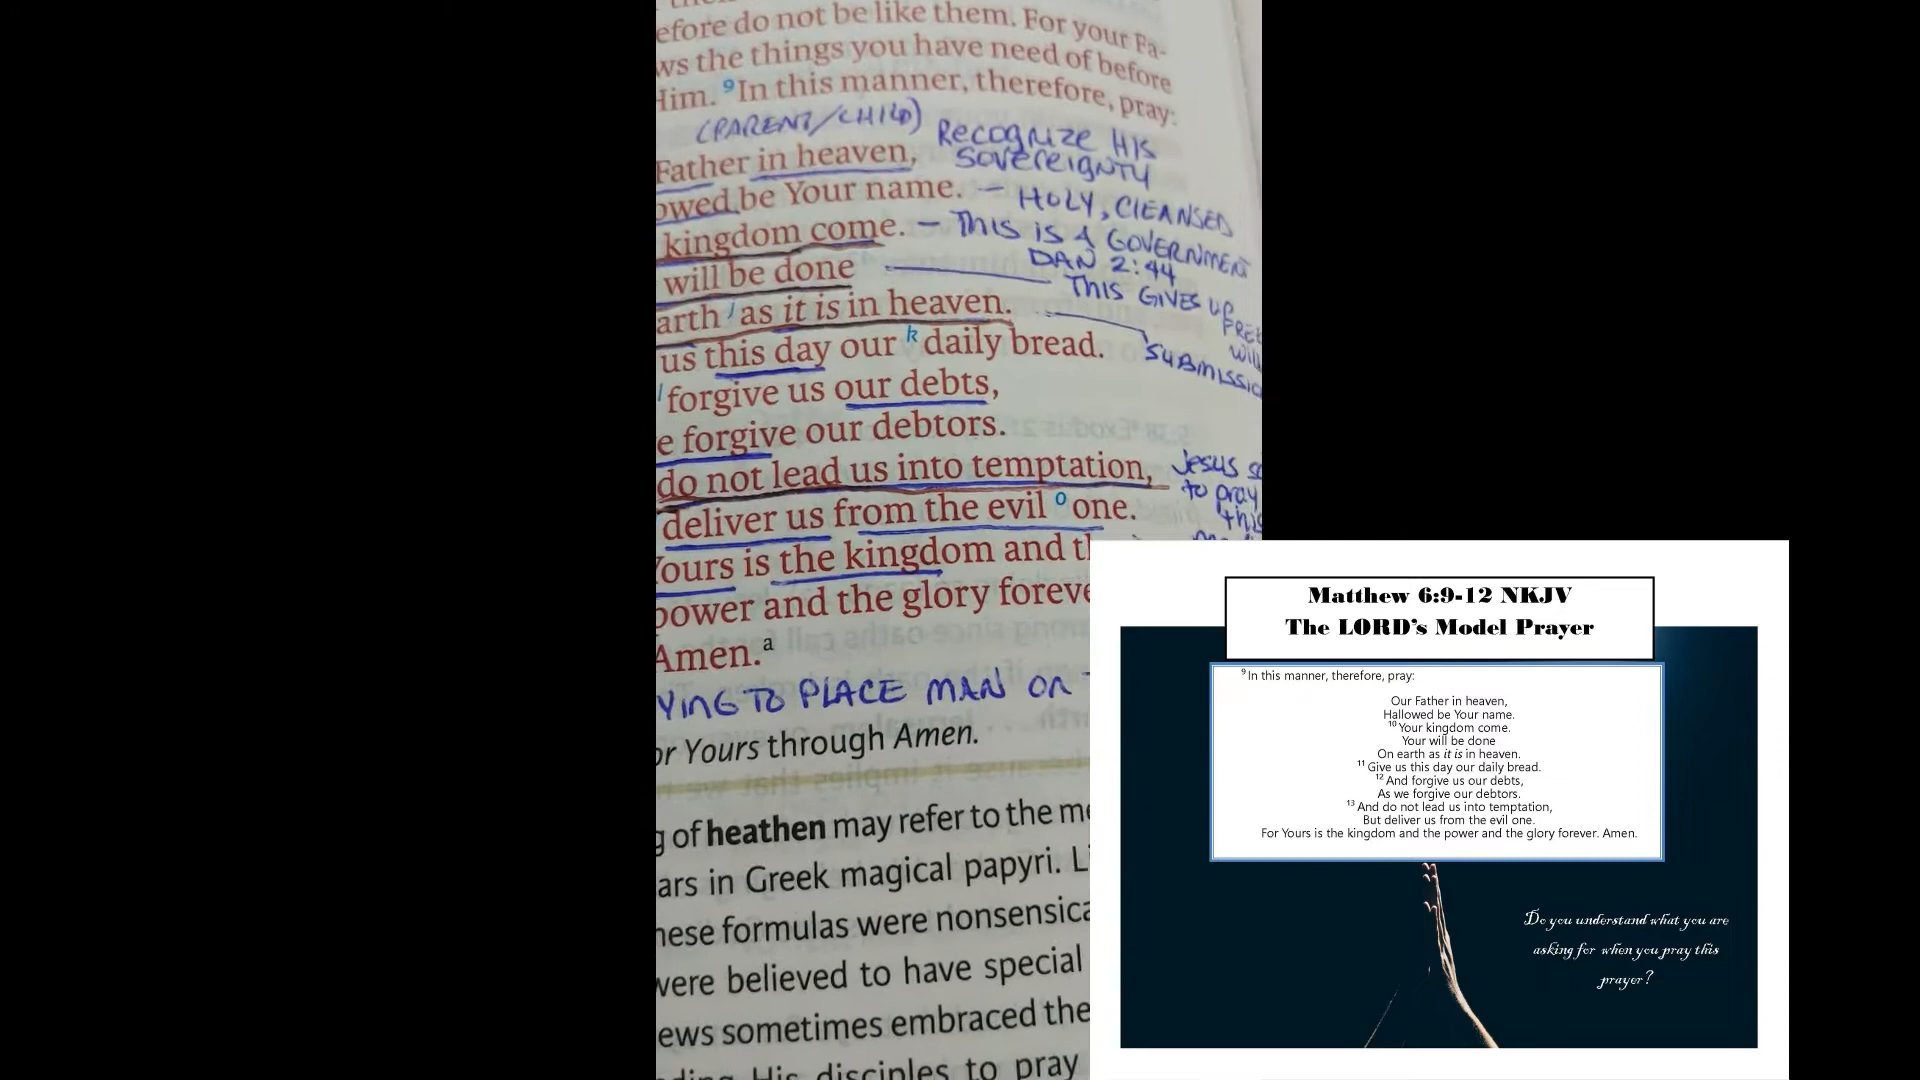 efore do not be like them. For your Fa-
ws the things you have need of before
Him. 9In this manner, therefore, pray:
(PARENT/CHILD)
Recognize HIS
SOVEREIGNTY
Father in heaven,
owed be Your name. - HOLY, CLEANSED
kingdom come. - THIS IS A GOVERNMENT
DAN 2:44
will be done
THIS GIVES UP
FREE
WILL
arth as it is in heaven.
SUBMISSIO
us this day our k daily bread.
l forgive us our debts,
e forgive our debtors.
do not lead us into temptation,
Jesus
to pray
this
deliver us from the evil o one.
Yours is the kingdom and th
power and the glory foreve
Amen.a
YING TO PLACE MAN ON
or Yours through Amen.
g of heathen may refer to the me
ars in Greek magical papyri. Li
hese formulas were nonsensica
were believed to have special
ews sometimes embraced the
ding His disciples to pray
Matthew 6:9-12 NKJV
The LORD's Model Prayer
9 In this manner, therefore, pray:
Our Father in heaven,
Hallowed be Your name.
10 Your kingdom come.
Your will be done
On earth as it is in heaven.
11 Give us this day our daily bread.
12 And forgive us our debts,
As we forgive our debtors.
13 And do not lead us into temptation,
But deliver us from the evil one.
For Yours is the kingdom and the power and the glory forever. Amen.
Do you understand what you are
asking for when you pray this
prayer?